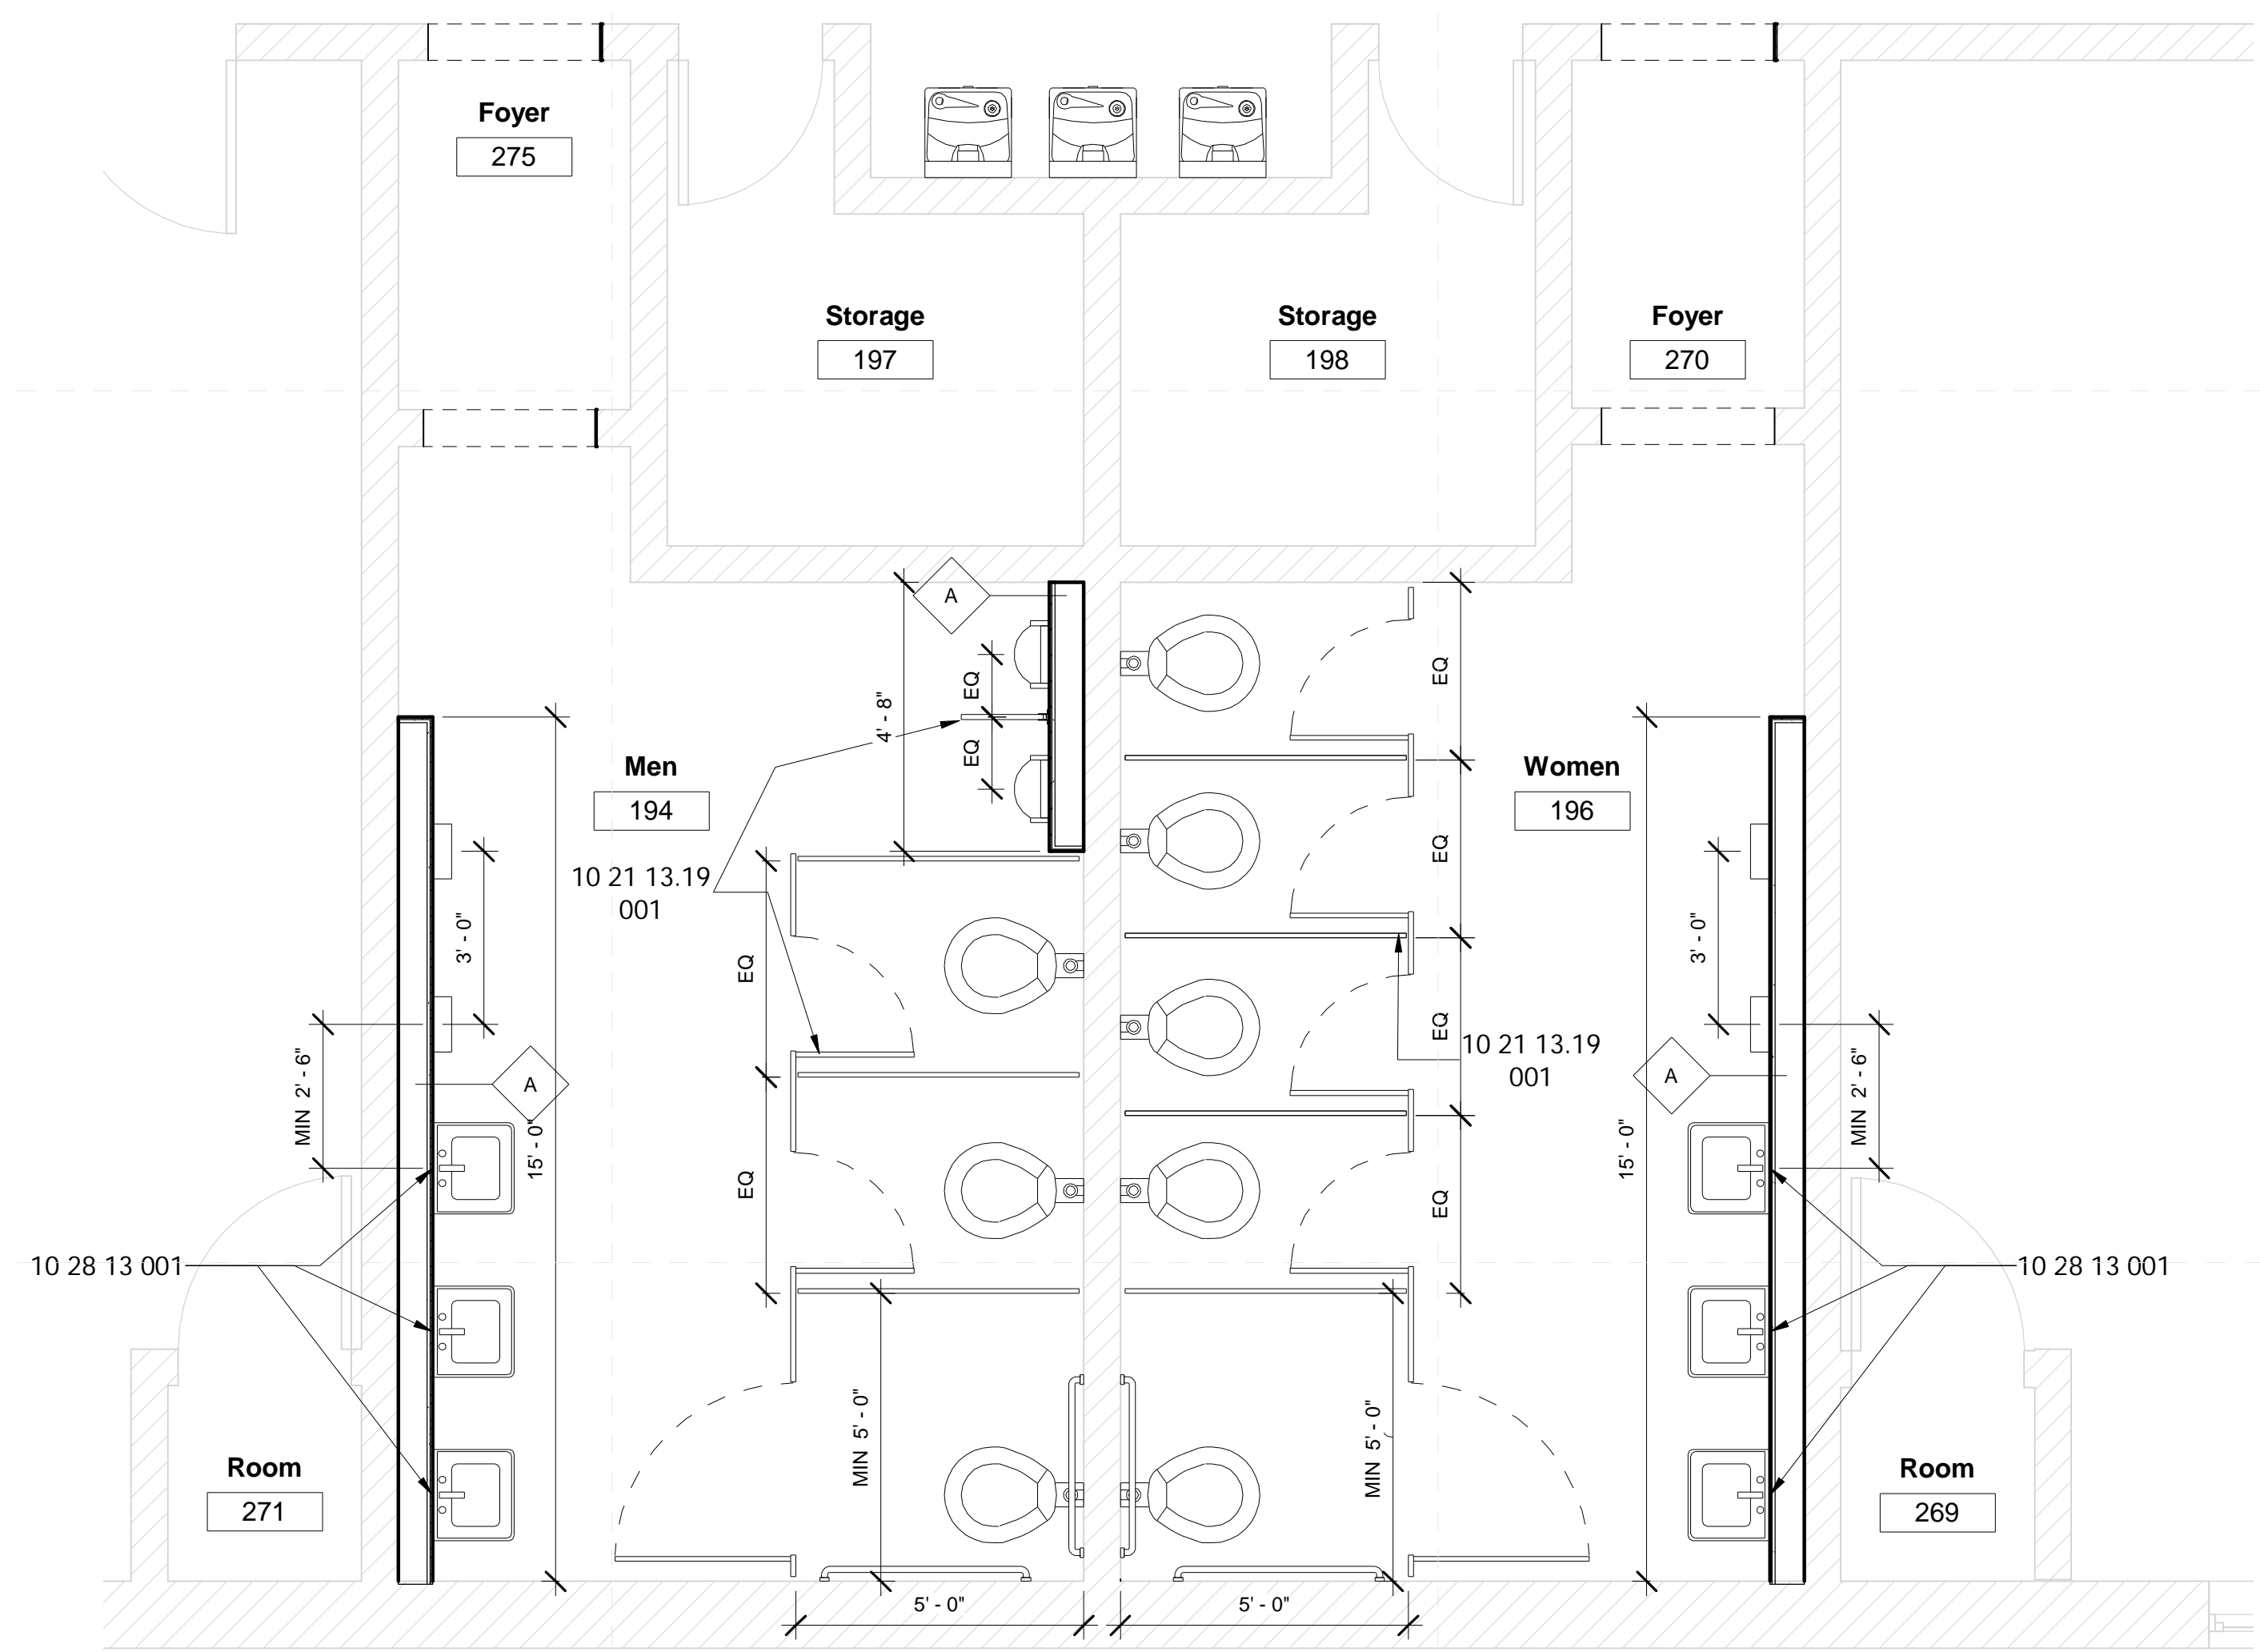 Foyer
275
Storage
197
Storage
198
Foyer
270
A
EQ
EQ
4' - 8"
EQ
Men
194
Women
196
10 21 13.19
001
EQ
3' - 0"
EQ
3' - 0"
EQ
10 21 13.19
001
MIN 2' - 6"
A
15' - 0"
EQ
EQ
A
15' - 0"
MIN 2' - 6"
10 28 13 001
10 28 13 001
MIN 5' - 0"
MIN 5' - 0"
Room
271
Room
269
5' - 0"
5' - 0"
EQ